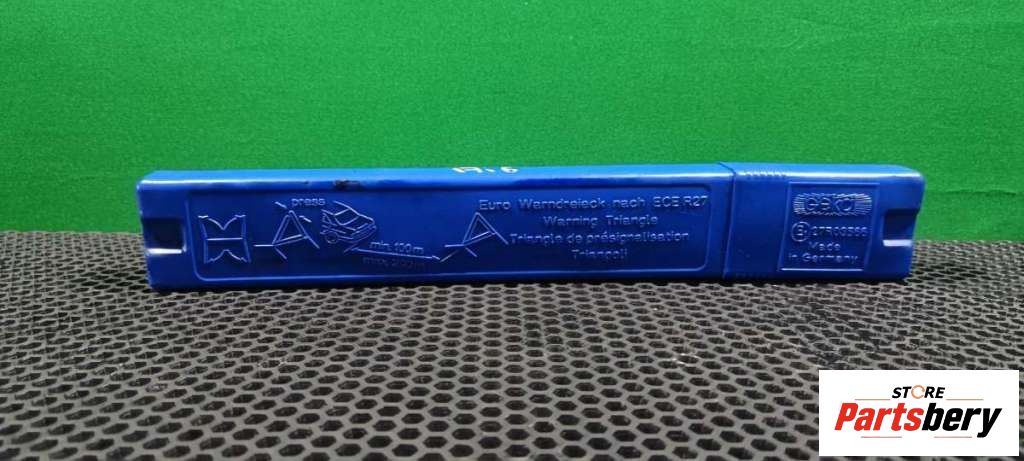 press
min. 100m
Euro Warndreieck nach ECE R27
Warning Triangle
Triangle de présignalisation
Triangoli
Made
in Germany
STORE
Partsbery